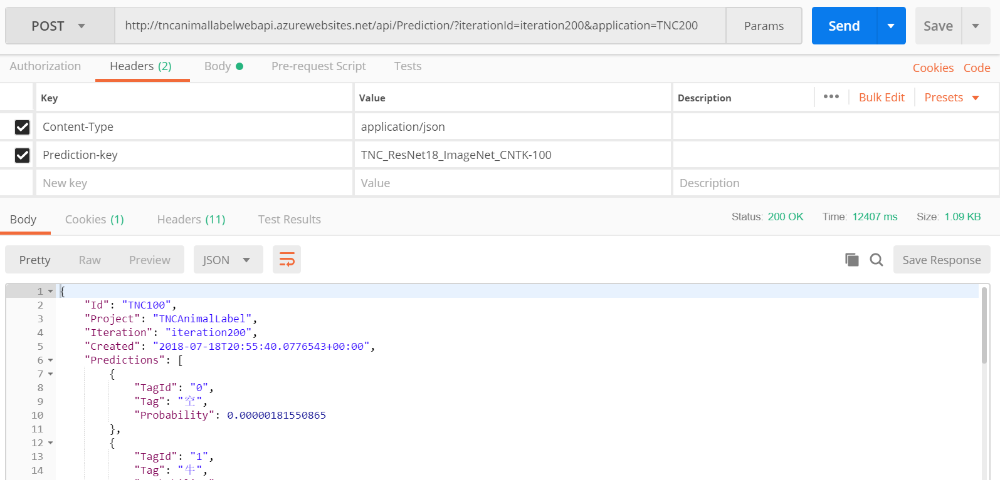 POST http://tncanimallabelwebapi.azurewebsites.net/api/Prediction/?iterationId=iteration200&application=TNC200 Params Send Save
Authorization Headers (2) Body Pre-request Script Tests Cookies Code
Key Value Description ••• Bulk Edit Presets
Content-Type application/json
Prediction-key TNC_ResNet18_ImageNet_CNTK-100
New key Value Description
Body Cookies (1) Headers (11) Test Results Status: 200 OK Time: 12407 ms Size: 1.09 KB
Pretty Raw Preview JSON Save Response
1 {
2 "Id": "TNC100",
3 "Project": "TNCAnimalLabel",
4 "Iteration": "iteration200",
5 "Created": "2018-07-18T20:55:40.0776543+00:00",
6 "Predictions": [
7 {
8 "TagId": "0",
9 "Tag": "空",
10 "Probability": 0.00000181550865
11 },
12 {
13 "TagId": "1",
14 "Tag": "牛",